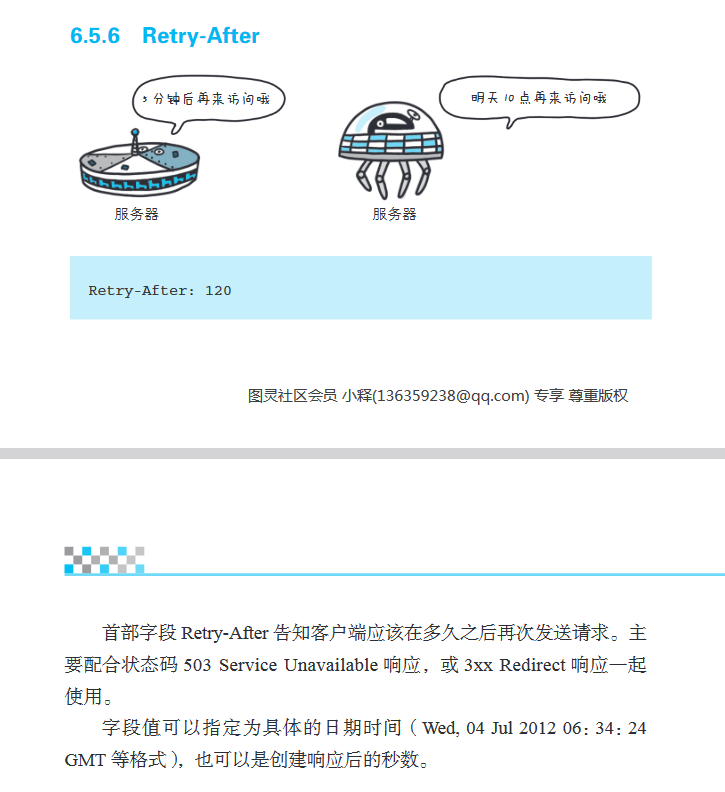 6.5.6 Retry-After
5分钟后再来访问哦
明天10点再来访问哦
服务器
服务器
Retry-After: 120
图灵社区会员 小释(136359238@qq.com) 专享 尊重版权
首部字段 Retry-After 告知客户端应该在多久之后再次发送请求。主
要配合状态码 503 Service Unavailable 响应，或 3xx Redirect 响应一起
使用。
字段值可以指定为具体的日期时间（Wed, 04 Jul 2012 06：34：24
GMT 等格式），也可以是创建响应后的秒数。